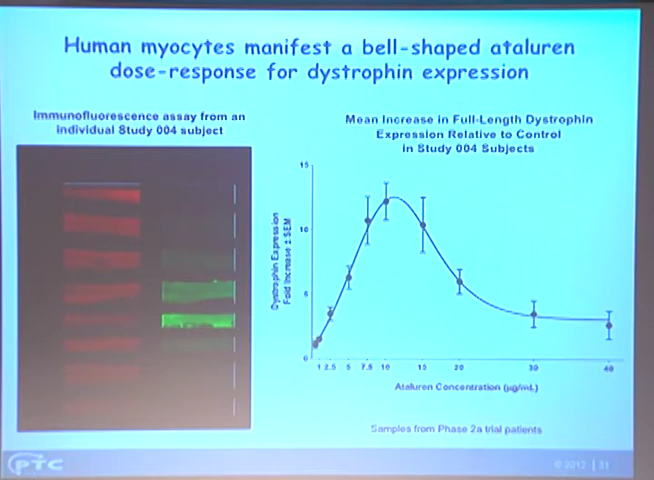 Human myocytes manifest a bell-shaped ataluren
dose-response for dystrophin expression
Immunofluorescence assay from an
individual Study 004 subject
Mean Increase in Full-Length Dystrophin
Expression Relative to Control
in Study 004 Subjects
Dystrophin Expression
Fold Increase ± SEM
15
10
5
0
1 2.5 5 7.5 10 15 20 30 40
Ataluren Concentration (µg/mL)
Samples from Phase 2a trial patients
PTC
© 2012 | 31